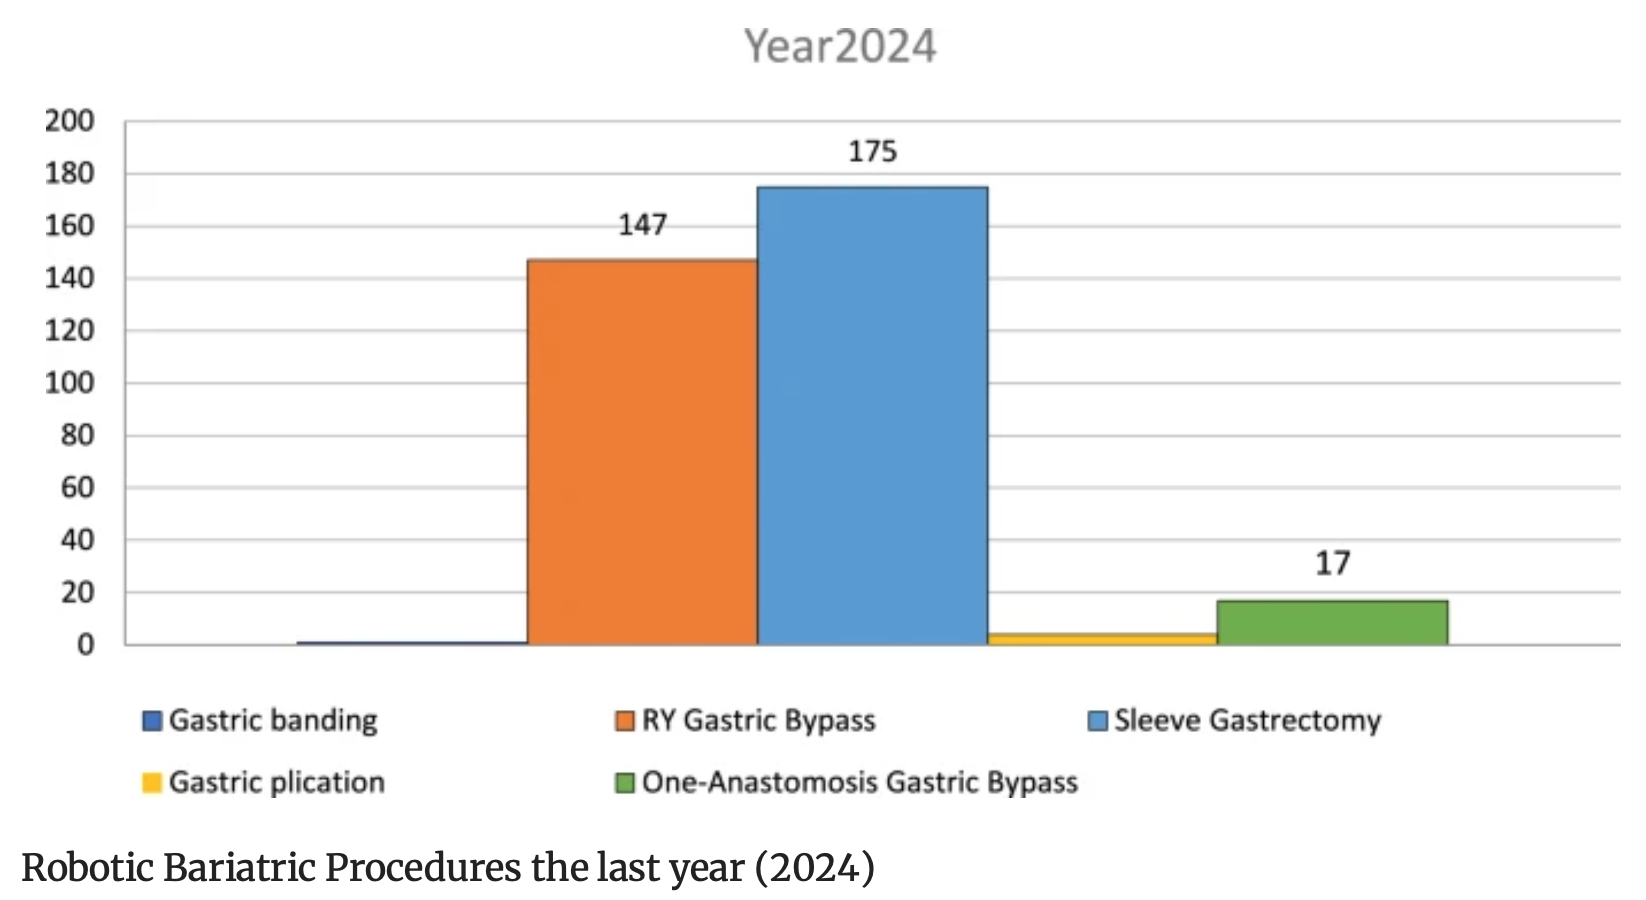 Year2024
200
180
160
140
120
100
80
60
40
20
0
147
175
17
Gastric banding
RY Gastric Bypass
Sleeve Gastrectomy
Gastric plication
One-Anastomosis Gastric Bypass
Robotic Bariatric Procedures the last year (2024)